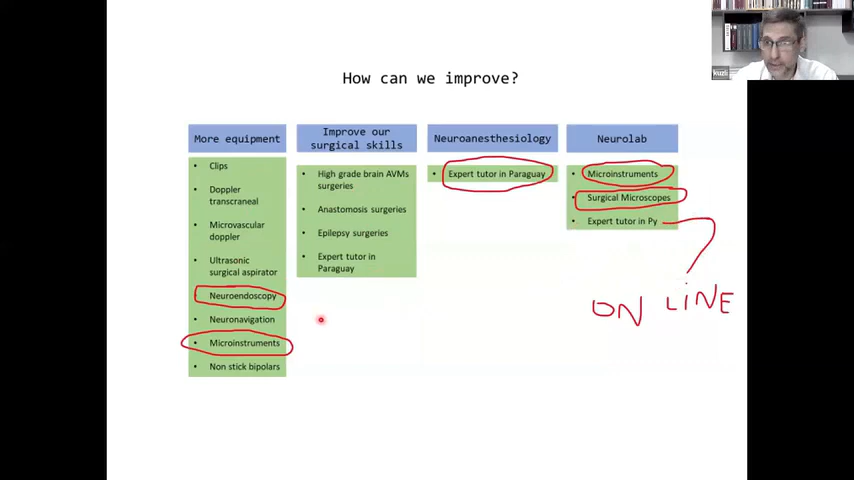 How can we improve?
More equipment
Clips
Doppler
transcraneal
Microvascular
doppler
Ultrasonic
surgical aspirator
Neuroendoscopy
Neuronavigation
Microinstruments
Non stick bipolars
Improve our
surgical skills
High grade brain AVMs
surgeries
Anastomosis surgeries
Epilepsy surgeries
Expert tutor in
Paraguay
Neuroanesthesiology
Expert tutor in Paraguay
Neurolab
Microinstruments
Surgical Microscopes
Expert tutor in Py
ON LiNE
kuzli